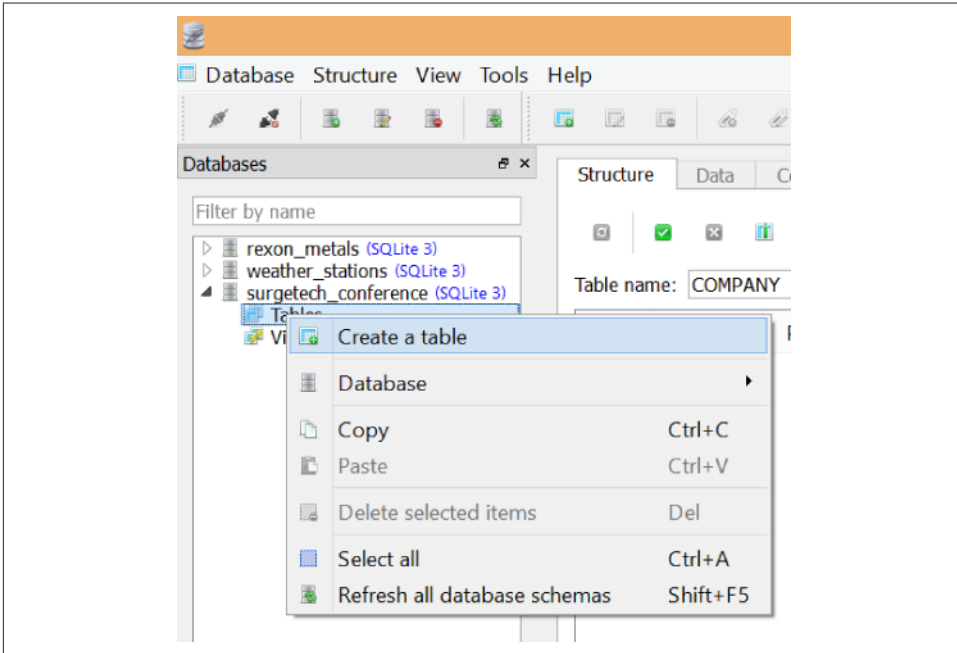 Database Structure View Tools Help
Databases
Filter by name
rexon_metals (SQLite 3)
weather_stations (SQLite 3)
surgetech_conference (SQLite 3)
Tables
Vi
Create a table
Database
Copy Ctrl+C
Paste Ctrl+V
Delete selected items Del
Select all Ctrl+A
Refresh all database schemas Shift+F5
Structure Data
Table name: COMPANY